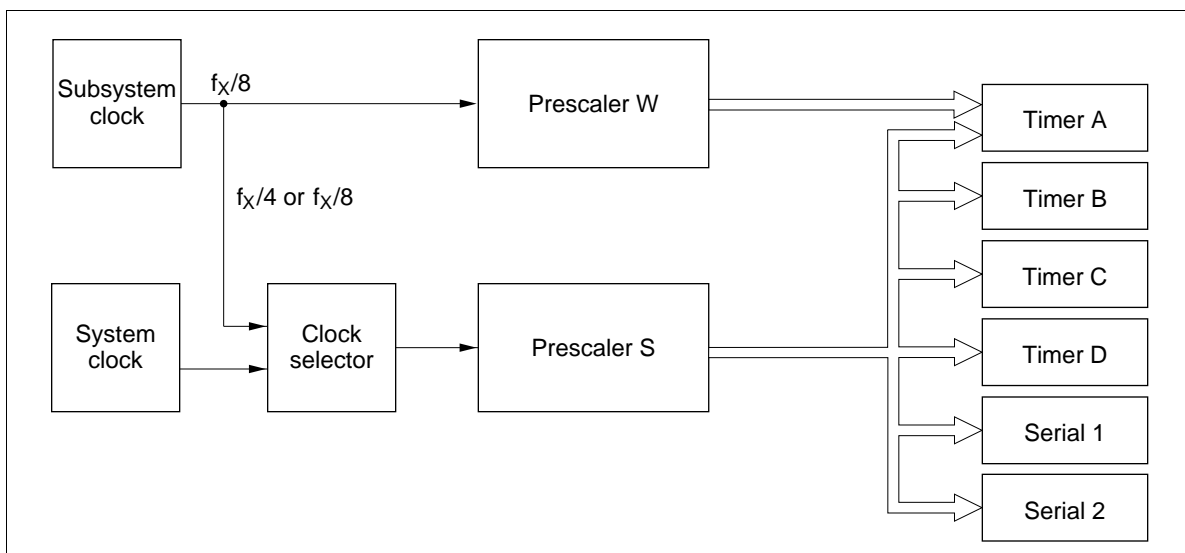 Subsystem
clock
fX/8
Prescaler W
Timer A
Timer B
fX/4 or fX/8
Timer C
System
clock
Clock
selector
Prescaler S
Timer D
Serial 1
Serial 2